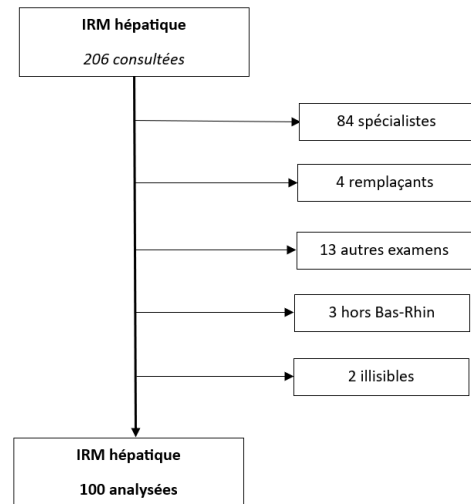 IRM hépatique
206 consultées
84 spécialistes
4 remplaçants
13 autres examens
3 hors Bas-Rhin
2 illisibles
IRM hépatique
100 analysées